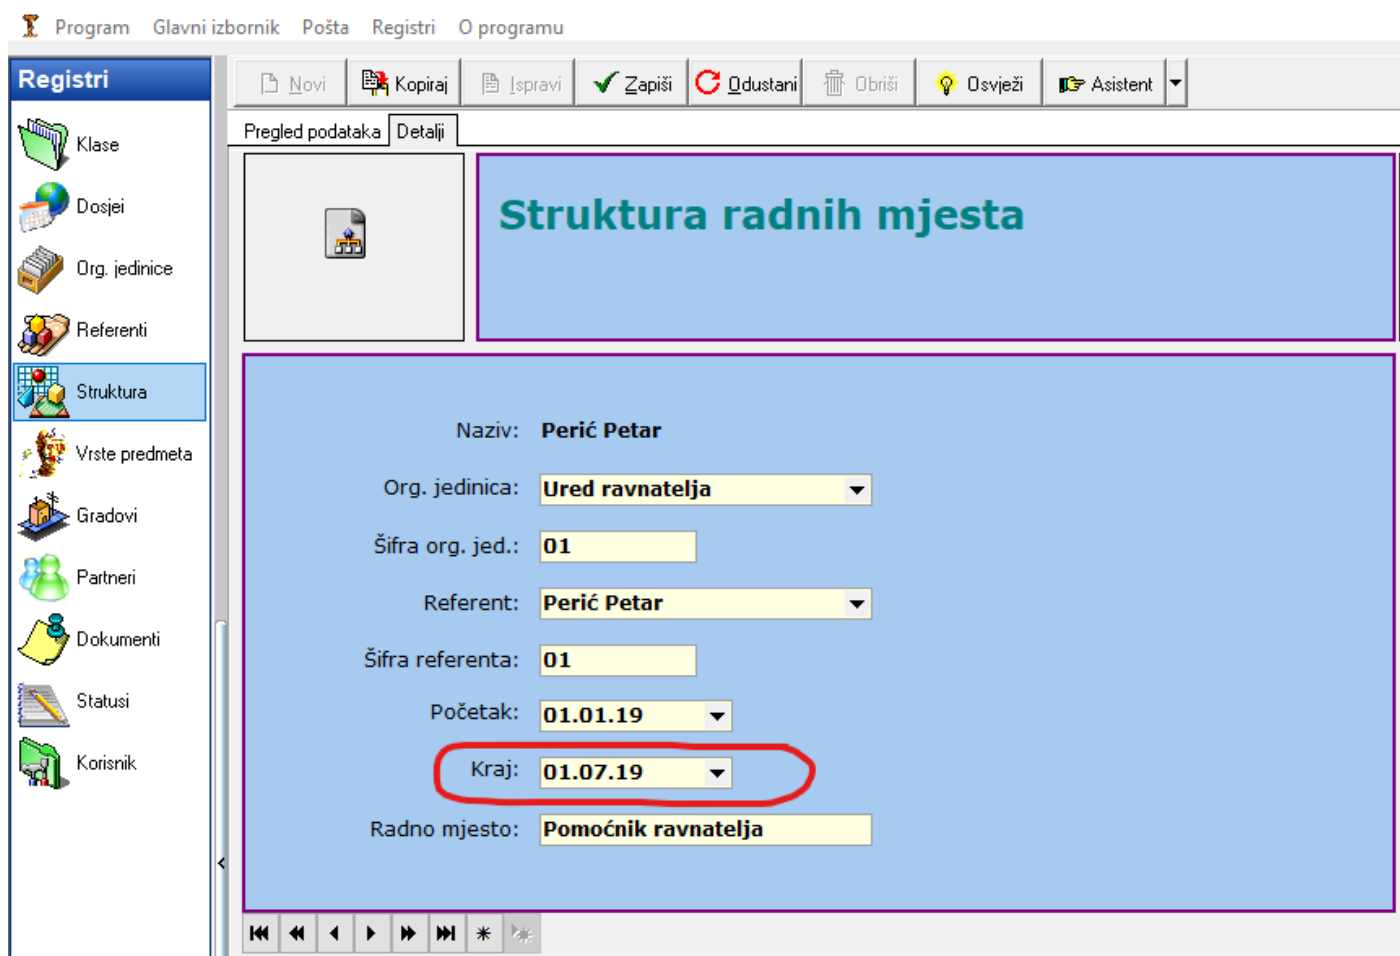 Program Glavni izbornik Pošta Registri O programu
Registri
Novi Kopiraj Ispravi Zapiši Odustani Obriši Osvježi Asistent
Pregled podataka Detalji
Klase
Dosjei
Org. jedinice
Referenti
Struktura
Vrste predmeta
Gradovi
Partneri
Dokumenti
Statusi
Korisnik
Struktura radnih mjesta
Naziv: Perić Petar
Org. jedinica: Ured ravnatelja
Šifra org. jed.: 01
Referent: Perić Petar
Šifra referenta: 01
Početak: 01.01.19
Kraj: 01.07.19
Radno mjesto: Pomoćnik ravnatelja